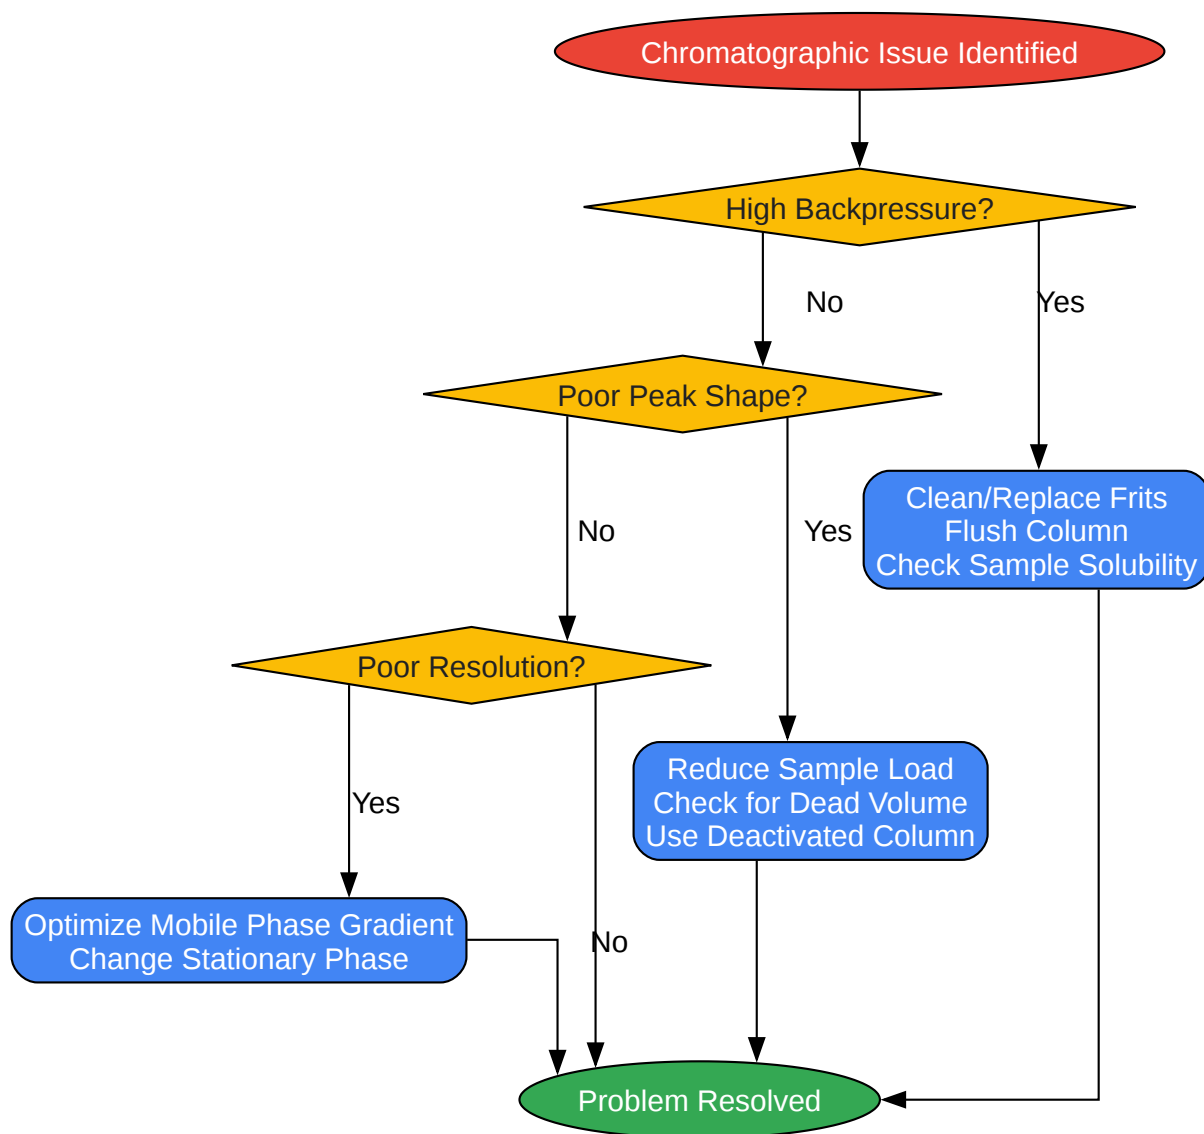 Chromatographic Issue Identified
High Backpressure?
No
Yes
Poor Peak Shape?
Clean/Replace Frits
Flush Column
Check Sample Solubility
No
Yes
Poor Resolution?
Reduce Sample Load
Check for Dead Volume
Use Deactivated Column
Yes
Optimize Mobile Phase Gradient
Change Stationary Phase
No
Problem Resolved